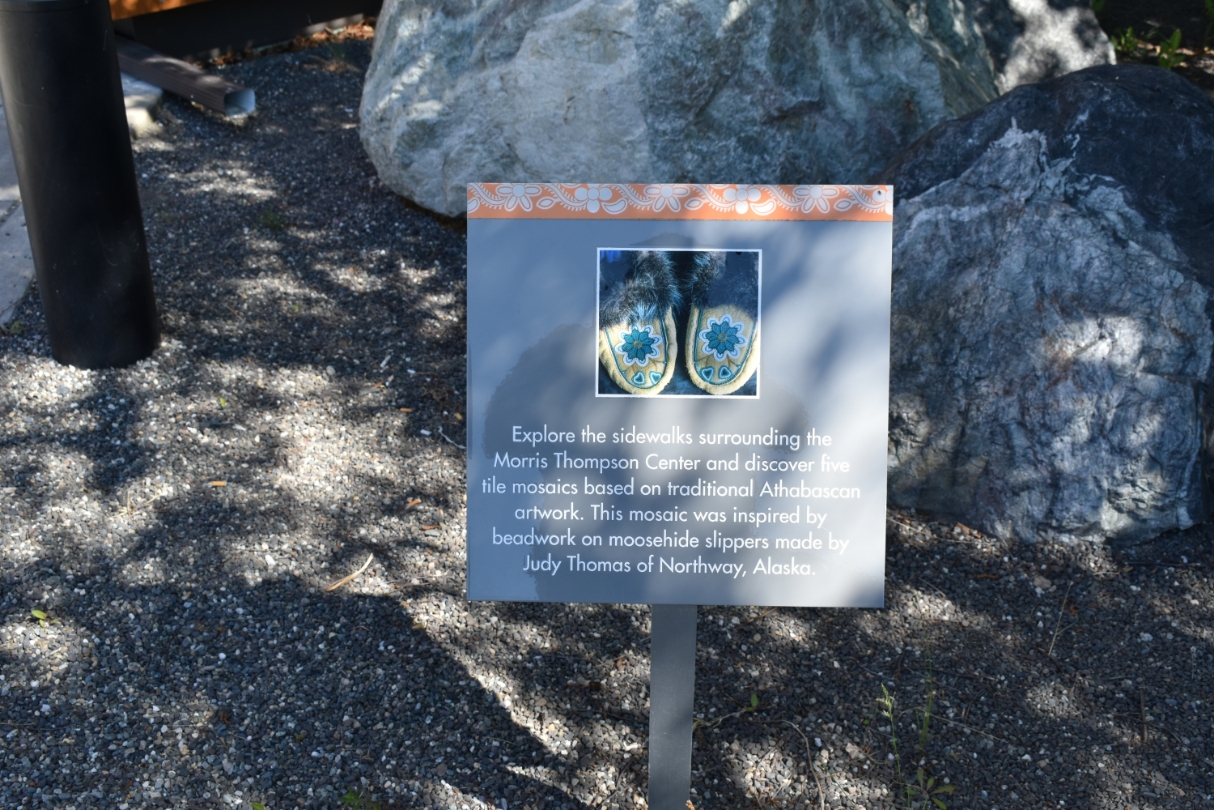 Explore the sidewalks surrounding the
Morris Thompson Center and discover five
tile mosaics based on traditional Athabascan
artwork. This mosaic was inspired by
beadwork on moosehide slippers made by
Judy Thomas of Northway, Alaska.